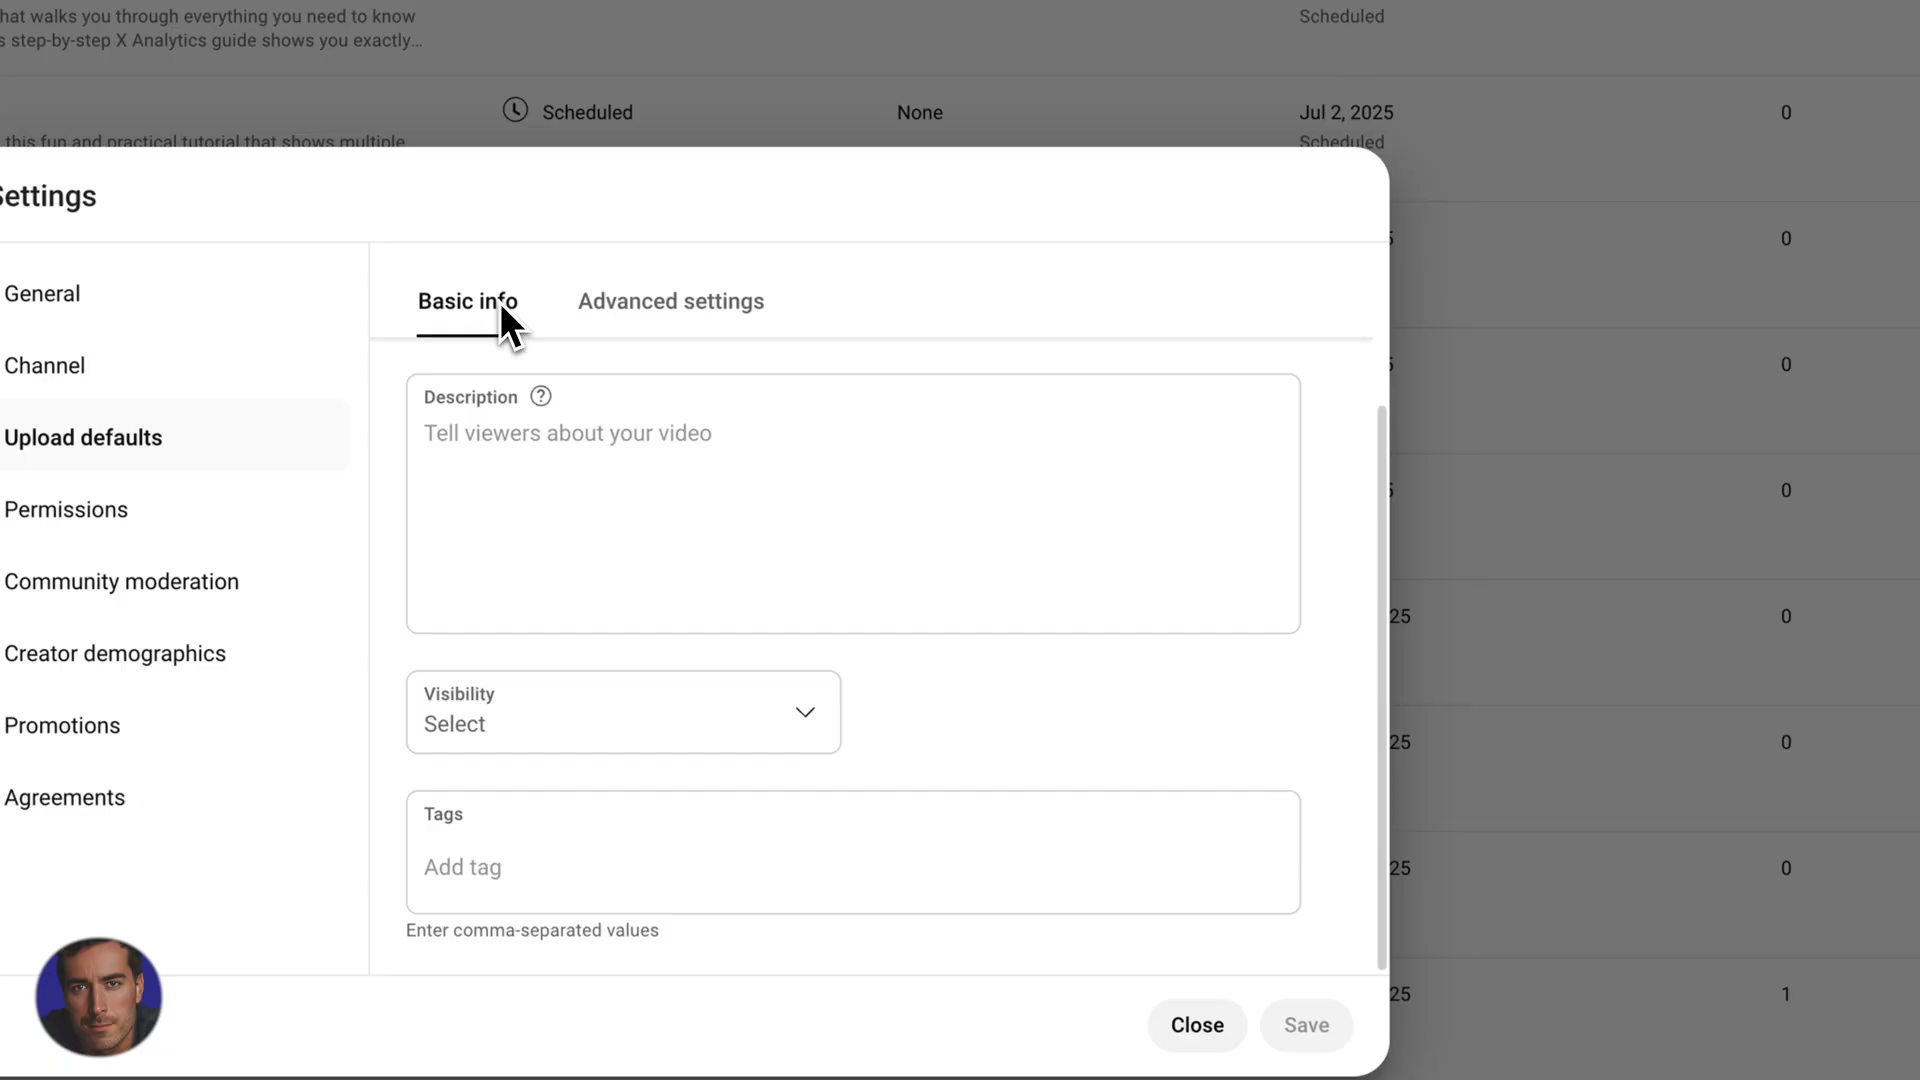 hat walks you through everything you need to know
Scheduled
s step-by-step X Analytics guide shows you exactly...
Scheduled
None
Jul 2, 2025
0
this fun and practical tutorial that shows multiple
Scheduled
Settings
0
General
Basic info
Advanced settings
Channel
0
Description
Tell viewers about your video
Upload defaults
0
Permissions
Community moderation
25
0
Creator demographics
Visibility
Select
Promotions
25
0
Agreements
Tags
Add tag
25
0
Enter comma-separated values
25
1
Close
Save